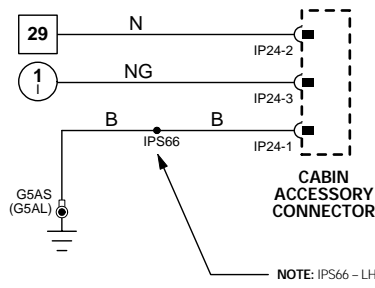 29
N
IP24-2
1
I
NG
IP24-3
B
B
IPS66
IP24-1
G5AS
(G5AL)
CABIN
ACCESSORY
CONNECTOR
NOTE: IPS66 – LH